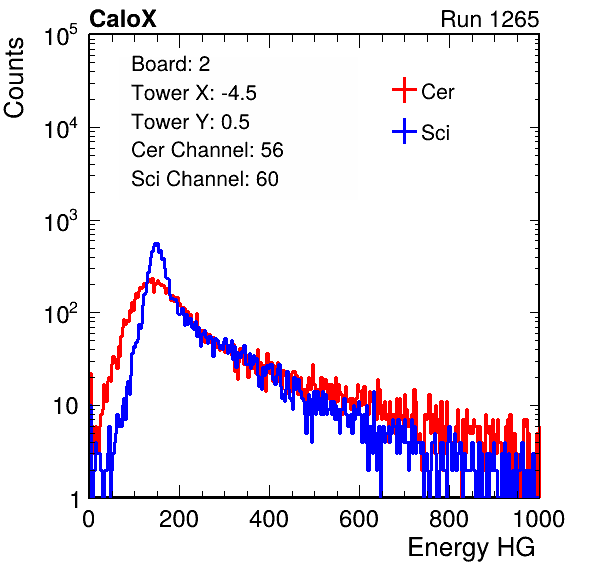 CaloX Run 1265
Counts
10^5
10^4
10^3
10^2
10
1
Board: 2
Tower X: -4.5
Tower Y: 0.5
Cer Channel: 56
Sci Channel: 60
Cer
Sci
0 200 400 600 800 1000
Energy HG